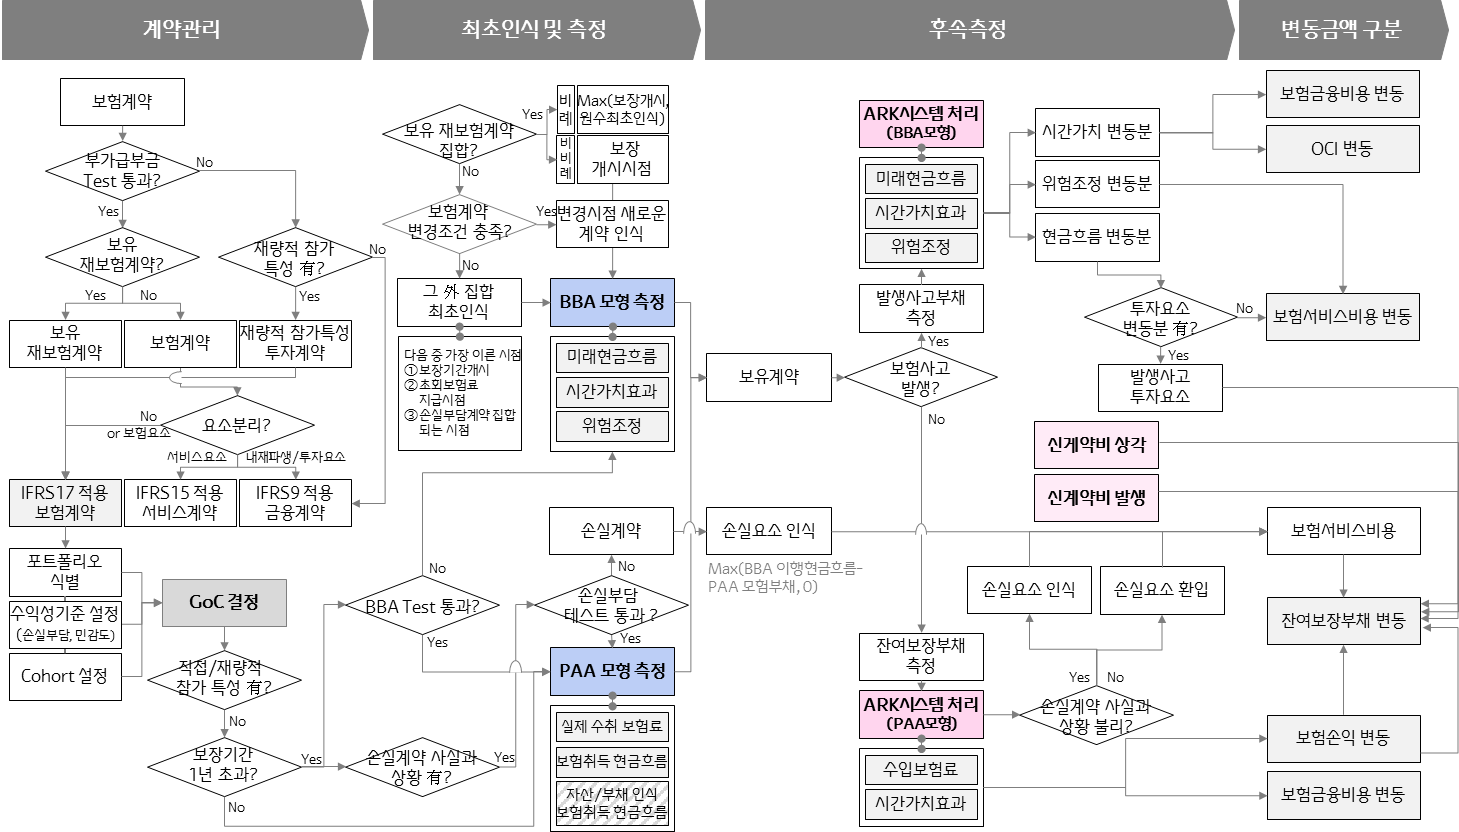 계약관리
최초인식 및 측정
후속측정
변동금액 구분
보험계약
부가급부금
Test 통과?
No
Yes
보유
재보험계약?
재량적 참가
특성 有?
No
Yes
No
Yes
보유
재보험계약
보험계약
재량적 참가특성
투자계약
요소분리?
No
or 보험요소
서비스요소
내재파생/투자요소
IFRS17 적용
보험계약
IFRS15 적용
서비스계약
IFRS9 적용
금융계약
포트폴리오
식별
수익성기준 설정
(손실부담, 민감도)
Cohort 설정
GoC 결정
직접/재량적
참가 특성 有?
No
보장기간
1년 초과?
Yes
No
보유 재보험계약
집합?
Yes
No
비
례
Max(보장개시,
원수최초인식)
비
비
례
보장
개시시점
보험계약
변경조건 충족?
Yes
No
변경시점 새로운
계약 인식
그 外 집합
최초인식
다음 중 가장 이른 시점
① 보장기간개시
② 초회보험료
지급시점
③ 손실부담계약 집합
되는 시점
BBA 모형 측정
미래현금흐름
시간가치효과
위험조정
손실계약
No
BBA Test 통과?
Yes
No
손실부담
테스트 통과 ?
Yes
PAA 모형 측정
실제 수취 보험료
보험취득 현금흐름
자산/부채 인식
보험취득 현금흐름
손실계약 사실과
상황 有?
Yes
ARK시스템 처리
(BBA모형)
미래현금흐름
시간가치효과
위험조정
발생사고부채
측정
Yes
보유계약
보험사고
발생?
No
손실요소 인식
Max(BBA 이행현금흐름-
PAA 모험부채, 0)
잔여보장부채
측정
ARK시스템 처리
(PAA모형)
수입보험료
시간가치효과
시간가치 변동분
위험조정 변동분
현금흐름 변동분
투자요소
변동분 有?
No
Yes
발생사고
투자요소
신계약비 상각
신계약비 발생
손실요소 인식
손실요소 환입
Yes
No
손실계약 사실과
상황 불리?
보험금융비용 변동
OCI 변동
보험서비스비용 변동
보험서비스비용
잔여보장부채 변동
보험손익 변동
보험금융비용 변동